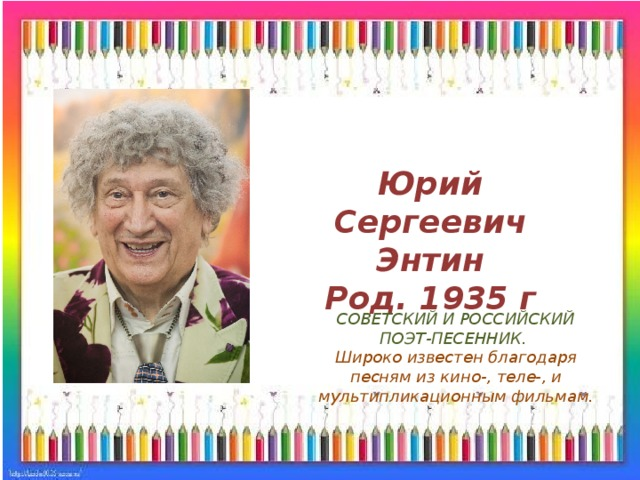 Юрий
Сергеевич
Энтин
Род. 1935 г
СОВЕТСКИЙ И РОССИЙСКИЙ
ПОЭТ-ПЕСЕННИК.
Широко известен благодаря
песням из кино-, теле-, и
мультипликационным фильмам.